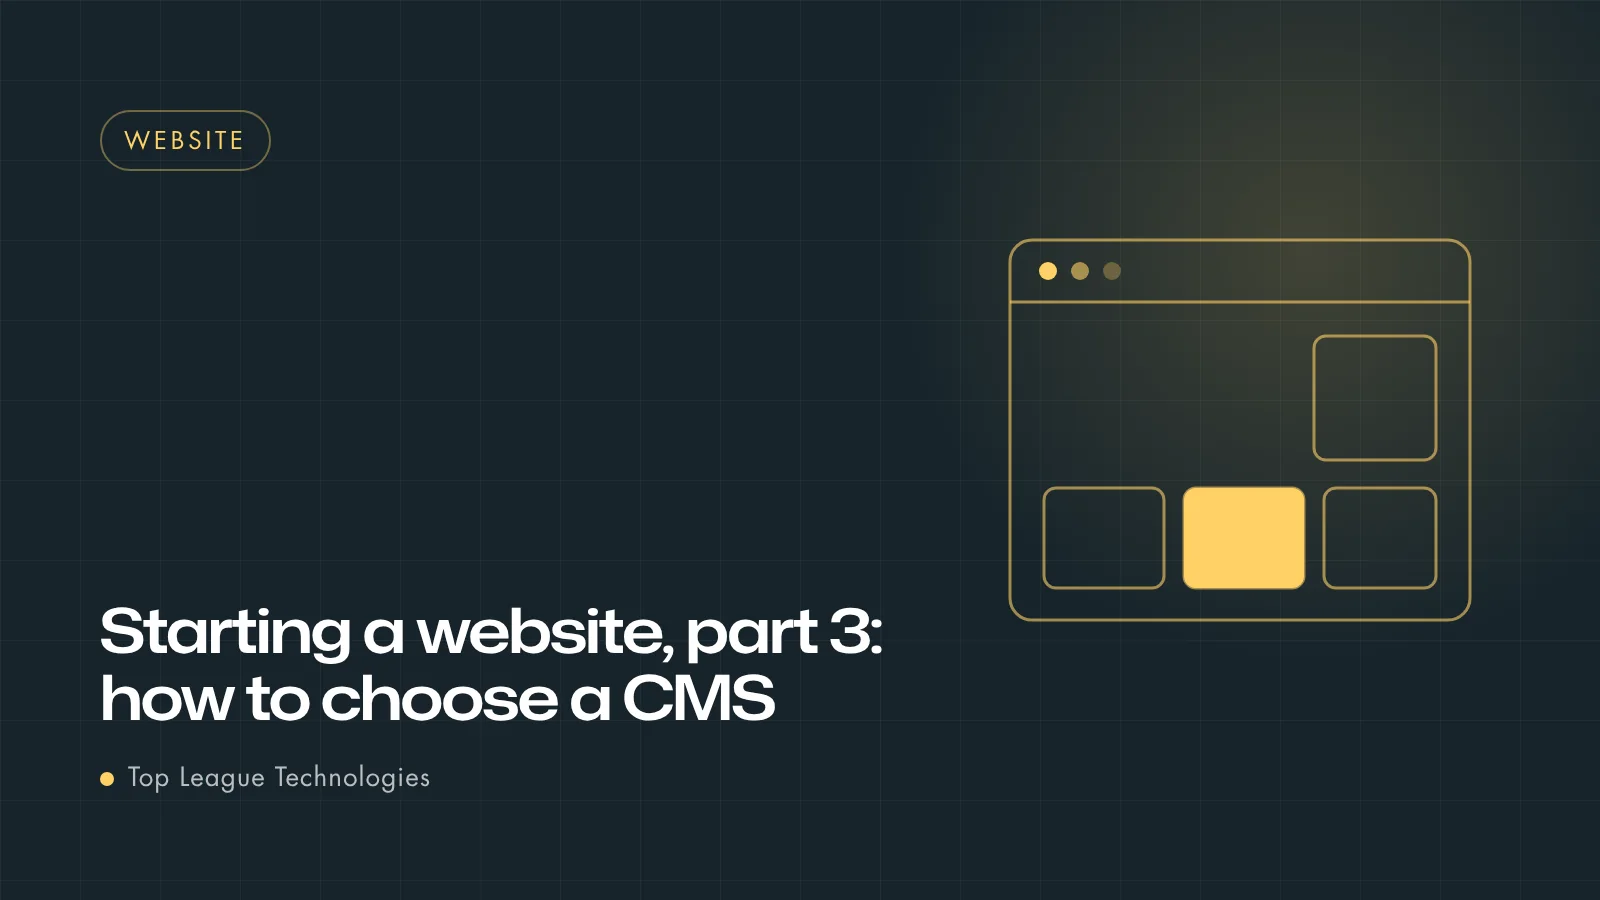 WEBSITE
Starting a website, part 3:
how to choose a CMS
Top League Technologies